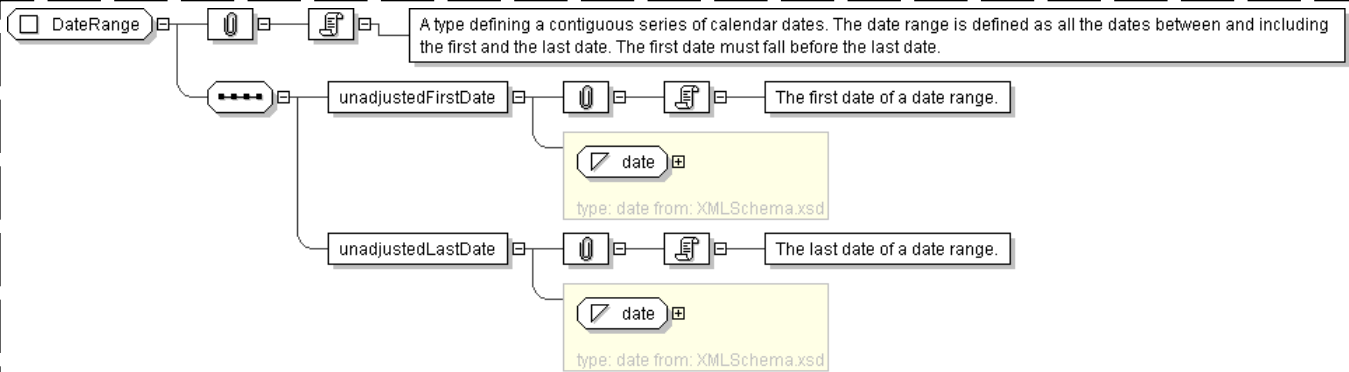 DateRange
A type defining a contiguous series of calendar dates. The date range is defined as all the dates between and including
the first and the last date. The first date must fall before the last date.
unadjustedFirstDate
The first date of a date range.
date
type: date from: XMLSchema.xsd
unadjustedLastDate
The last date of a date range.
date
type: date from: XMLSchema.xsd